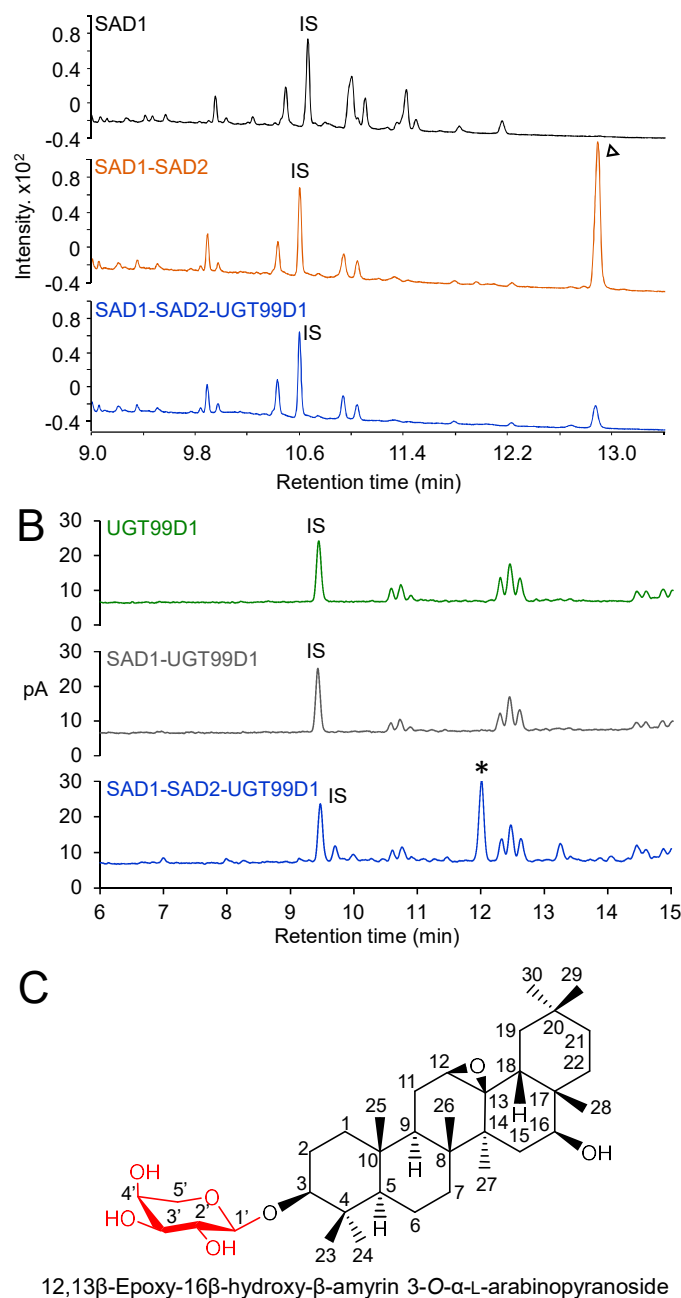 SAD1
IS
0.8
0.4
0
-0.4
SAD1-SAD2
IS
0.8
0.4
0
-0.4
Intensity. x10²
SAD1-SAD2-UGT99D1
IS
0.8
0.4
0
-0.4
9.0 9.8 10.6 11.4 12.2 13.0
Retention time (min)
B
UGT99D1
IS
30
20
10
0
SAD1-UGT99D1
IS
30
20
10
0
pA
SAD1-SAD2-UGT99D1
IS
*
30
20
10
0
6 7 8 9 10 11 12 13 14 15
Retention time (min)
C
30 29
19 20 21
12 O 18 22
11 13 17 28
H
25 26 14 16
1 9 15 OH
2 10 8 27
H
OH 3 5 7
4' 5' O 4 6
H
HO 3' 2' 1' O
OH 23 24
12,13β-Epoxy-16β-hydroxy-β-amyrin 3-O-α-L-arabinopyranoside